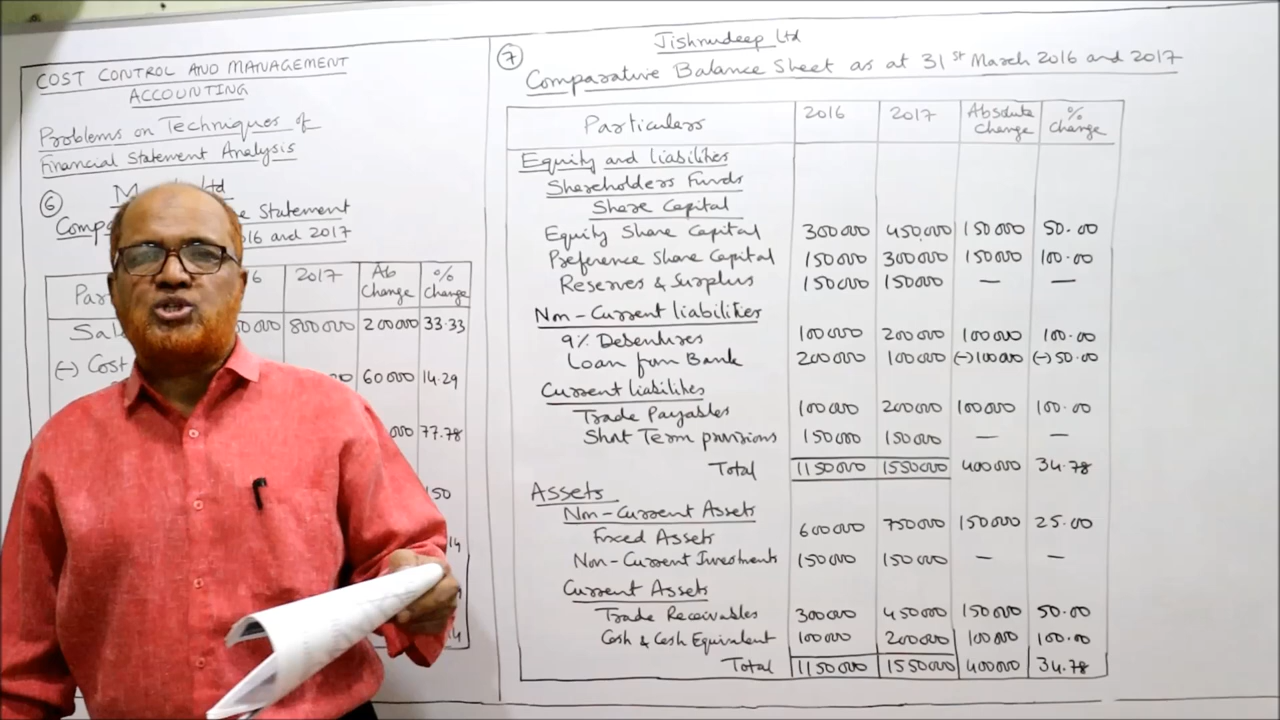 COST CONTROL AND MANAGEMENT
ACCOUNTING
Problems on Techniques of
Financial Statement Analysis
⑥ Ltd
Statement
2016 and 2017
2017 Ab Change % Change
800000 200000 33.33
(-) Cost
60000 14.29
77.78
150
⑦ Jishnudeep Ltd
Comparative Balance Sheet as at 31st March 2016 and 2017
Particulars 2016 2017 Absolute Change % Change
Equity and liabilities
Shareholders Funds
Share Capital
Equity Share Capital 300000 450,000 150000 50.00
Preference Share Capital 150000 300000 150000 100.00
Reserves & Surplus 150000 150000 — —
Non-Current liabilities
9% Debentures 100000 200000 100000 100.00
Loan from Bank 200000 100000 (-)100000 (-)50.00
Current liabilities
Trade Payables 100000 200000 100000 100.00
Short Term provisions 150000 150000 — —
Total 1150000 1550000 400000 34.78
Assets
Non-Current Assets
Fixed Assets 600000 750000 150000 25.00
Non-Current Investments 150000 150000 — —
Current Assets
Trade Receivables 300000 450000 150000 50.00
Cash & Cash Equivalent 100000 200000 100000 100.00
Total 1150000 1550000 400000 34.78